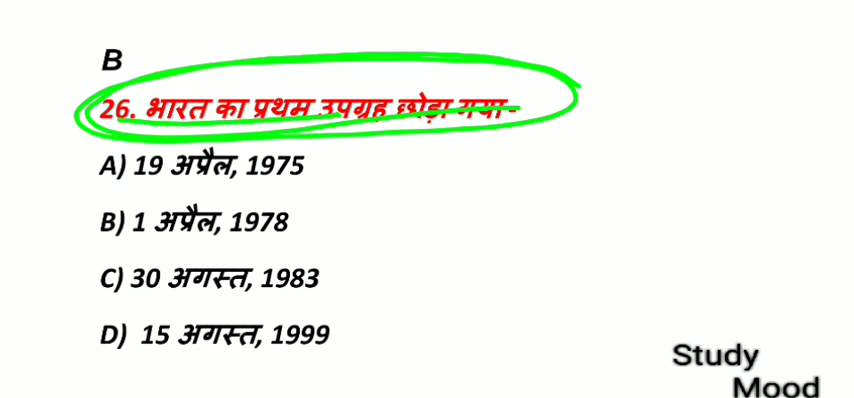 B
26. भारत का प्रथम उपग्रह छोड़ा गया-
A) 19 अप्रैल, 1975
B) 1 अप्रैल, 1978
C) 30 अगस्त, 1983
D) 15 अगस्त, 1999
Study
Mood